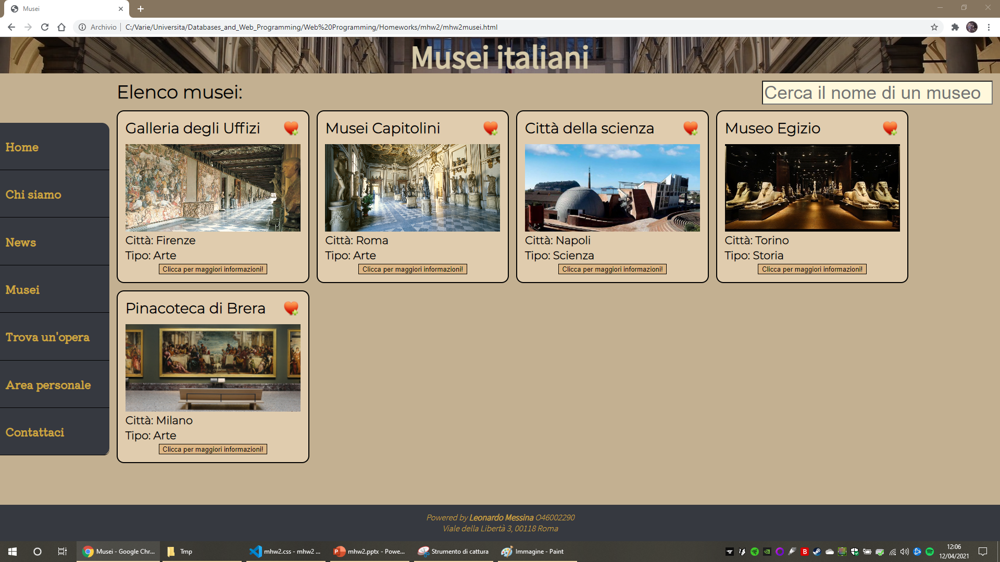 Musei
Archivio
C:/Varie/Universita/Databases_and_Web_Programming/Web%20Programming/Homeworks/mhw2/mhw2musei.html
Musei italiani
Elenco musei:
Cerca il nome di un museo
Home
Chi siamo
News
Musei
Trova un'opera
Area personale
Contattaci
Galleria degli Uffizi
Città: Firenze
Tipo: Arte
Clicca per maggiori informazioni!
Musei Capitolini
Città: Roma
Tipo: Arte
Clicca per maggiori informazioni!
Città della scienza
Città: Napoli
Tipo: Scienza
Clicca per maggiori informazioni!
Museo Egizio
Città: Torino
Tipo: Storia
Clicca per maggiori informazioni!
Pinacoteca di Brera
Città: Milano
Tipo: Arte
Clicca per maggiori informazioni!
Powered by Leonardo Messina O46002290
Viale della Libertà 3, 00118 Roma
Musei - Google Chr...
Tmp
mhw2.css - mhw2 ...
mhw2.pptx - Powe...
Strumento di cattura
Immagine - Paint
12:06
12/04/2021